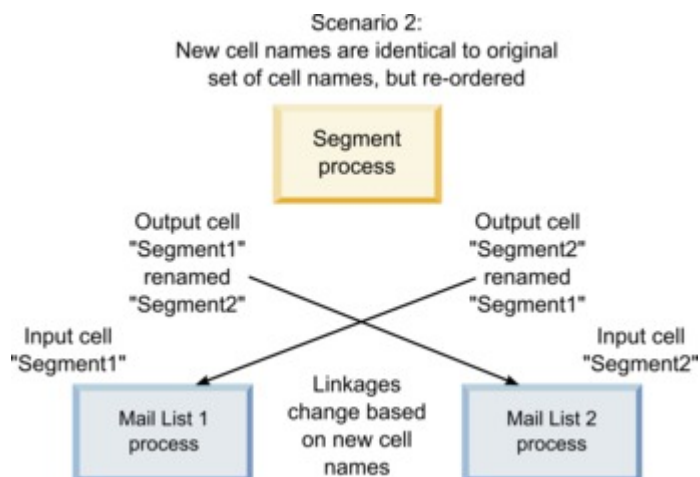 Scenario 2:
New cell names are identical to original
set of cell names, but re-ordered
Segment
process
Output cell
"Segment1"
renamed
"Segment2"
Output cell
"Segment2"
renamed
"Segment1"
Input cell
"Segment1"
Input cell
"Segment2"
Mail List 1
process
Linkages
change based
on new cell
names
Mail List 2
process